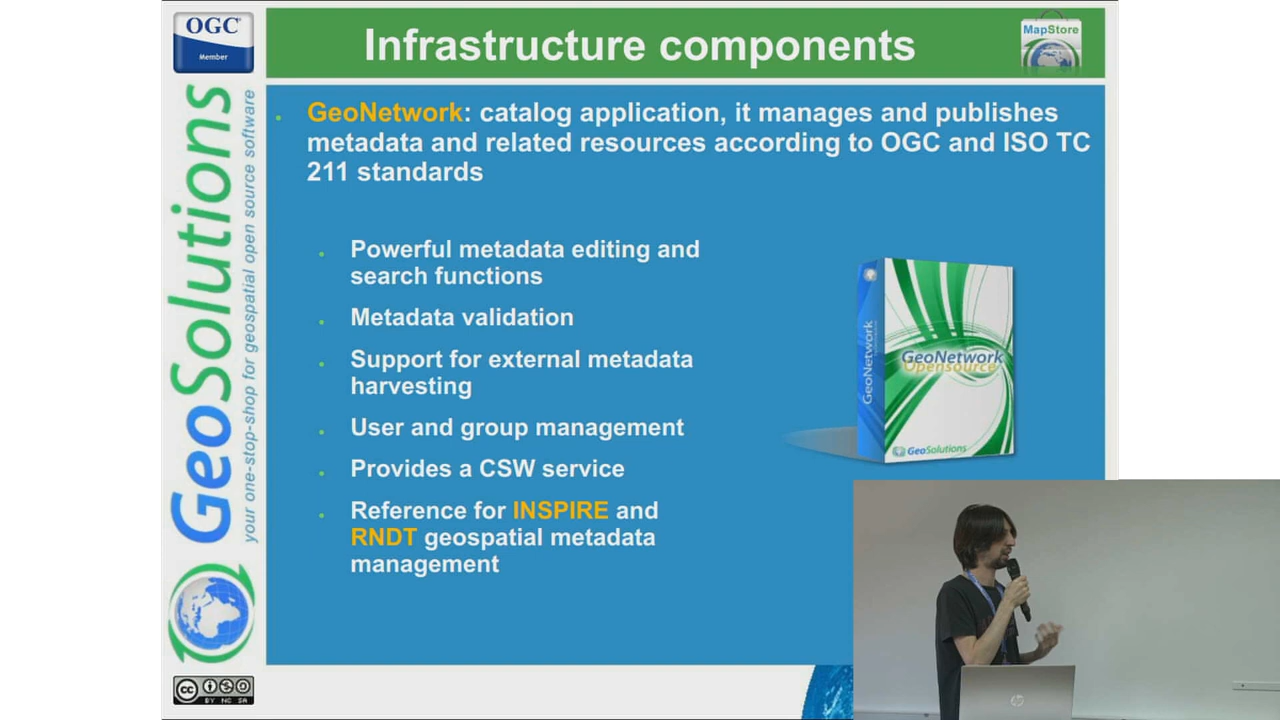 OGC
Member
Infrastructure components
MapStore
GeoSolutions
your one-stop-shop for geospatial open source software
GeoNetwork: catalog application, it manages and publishes
metadata and related resources according to OGC and ISO TC
211 standards
Powerful metadata editing and
search functions
Metadata validation
Support for external metadata
harvesting
User and group management
Provides a CSW service
Reference for INSPIRE and
RNDT geospatial metadata
management
GeoNetwork
GeoNetwork
Opensource
GeoSolutions
cc
BY NC SA
hp